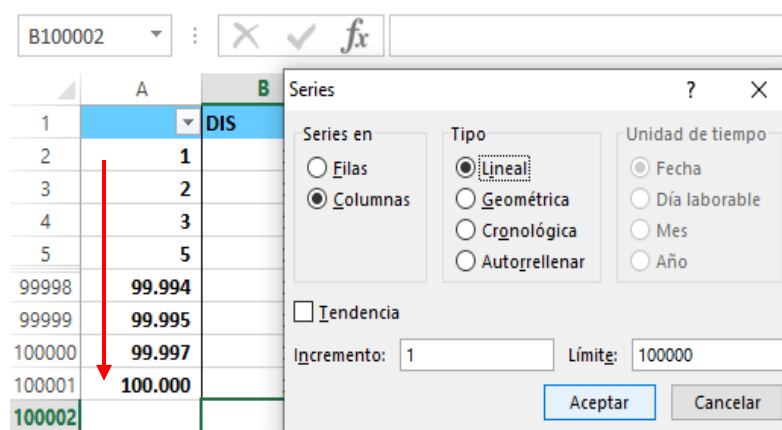 B100002 fx
A B
1 DIS
2 1
3 2
4 3
5 5
99998 99.994
99999 99.995
100000 99.997
100001 100.000
100002
Series ? X
Series en
Filas
Columnas
Tipo
Lineal
Geométrica
Cronológica
Autorrellenar
Unidad de tiempo
Fecha
Día laborable
Mes
Año
Tendencia
Incremento: 1 Límite: 100000
Aceptar Cancelar